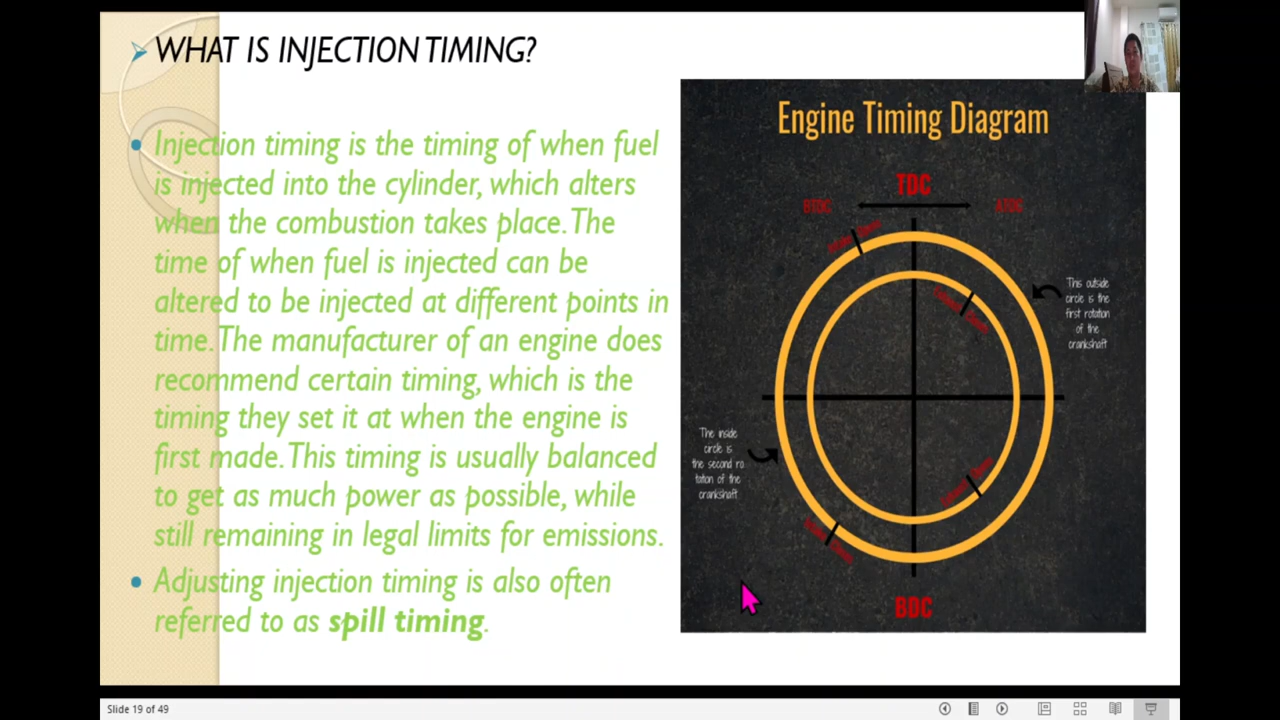 WHAT IS INJECTION TIMING?
Injection timing is the timing of when fuel
is injected into the cylinder, which alters
when the combustion takes place. The
time of when fuel is injected can be
altered to be injected at different points in
time. The manufacturer of an engine does
recommend certain timing, which is the
timing they set it at when the engine is
first made. This timing is usually balanced
to get as much power as possible, while
still remaining in legal limits for emissions.
Adjusting injection timing is also often
referred to as spill timing.
Engine Timing Diagram
TDC
BTDC
ATDC
This outside
circle is the
first rotation
of the
crankshaft
The inside
circle is
the second ro
tation of the
crankshaft
BDC
Slide 19 of 49